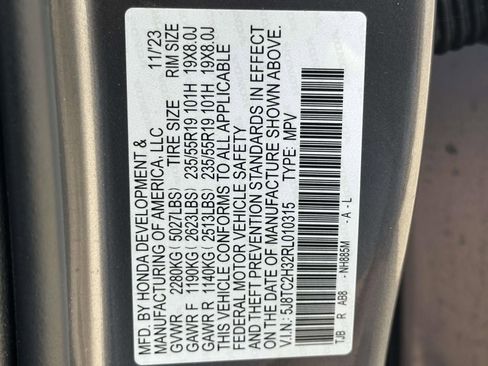 MFD. BY HONDA DEVELOPMENT &
MANUFACTURING OF AMERICA, LLC 11/'23
GVWR 2280KG (5027LBS) TIRE SIZE RIM SIZE
GAWR F 1190KG (2623LBS) 235/55R19 101H 19X8.0J
GAWR R 1140KG (2513LBS) 235/55R19 101H 19X8.0J
THIS VEHICLE CONFORMS TO ALL APPLICABLE
FEDERAL MOTOR VEHICLE SAFETY
AND THEFT PREVENTION STANDARDS IN EFFECT
ON THE DATE OF MANUFACTURE SHOWN ABOVE.
V.I.N.: 5J8TC2H32RL010315 TYPE: MPV
TJB R AB8 -NH885M -A-L